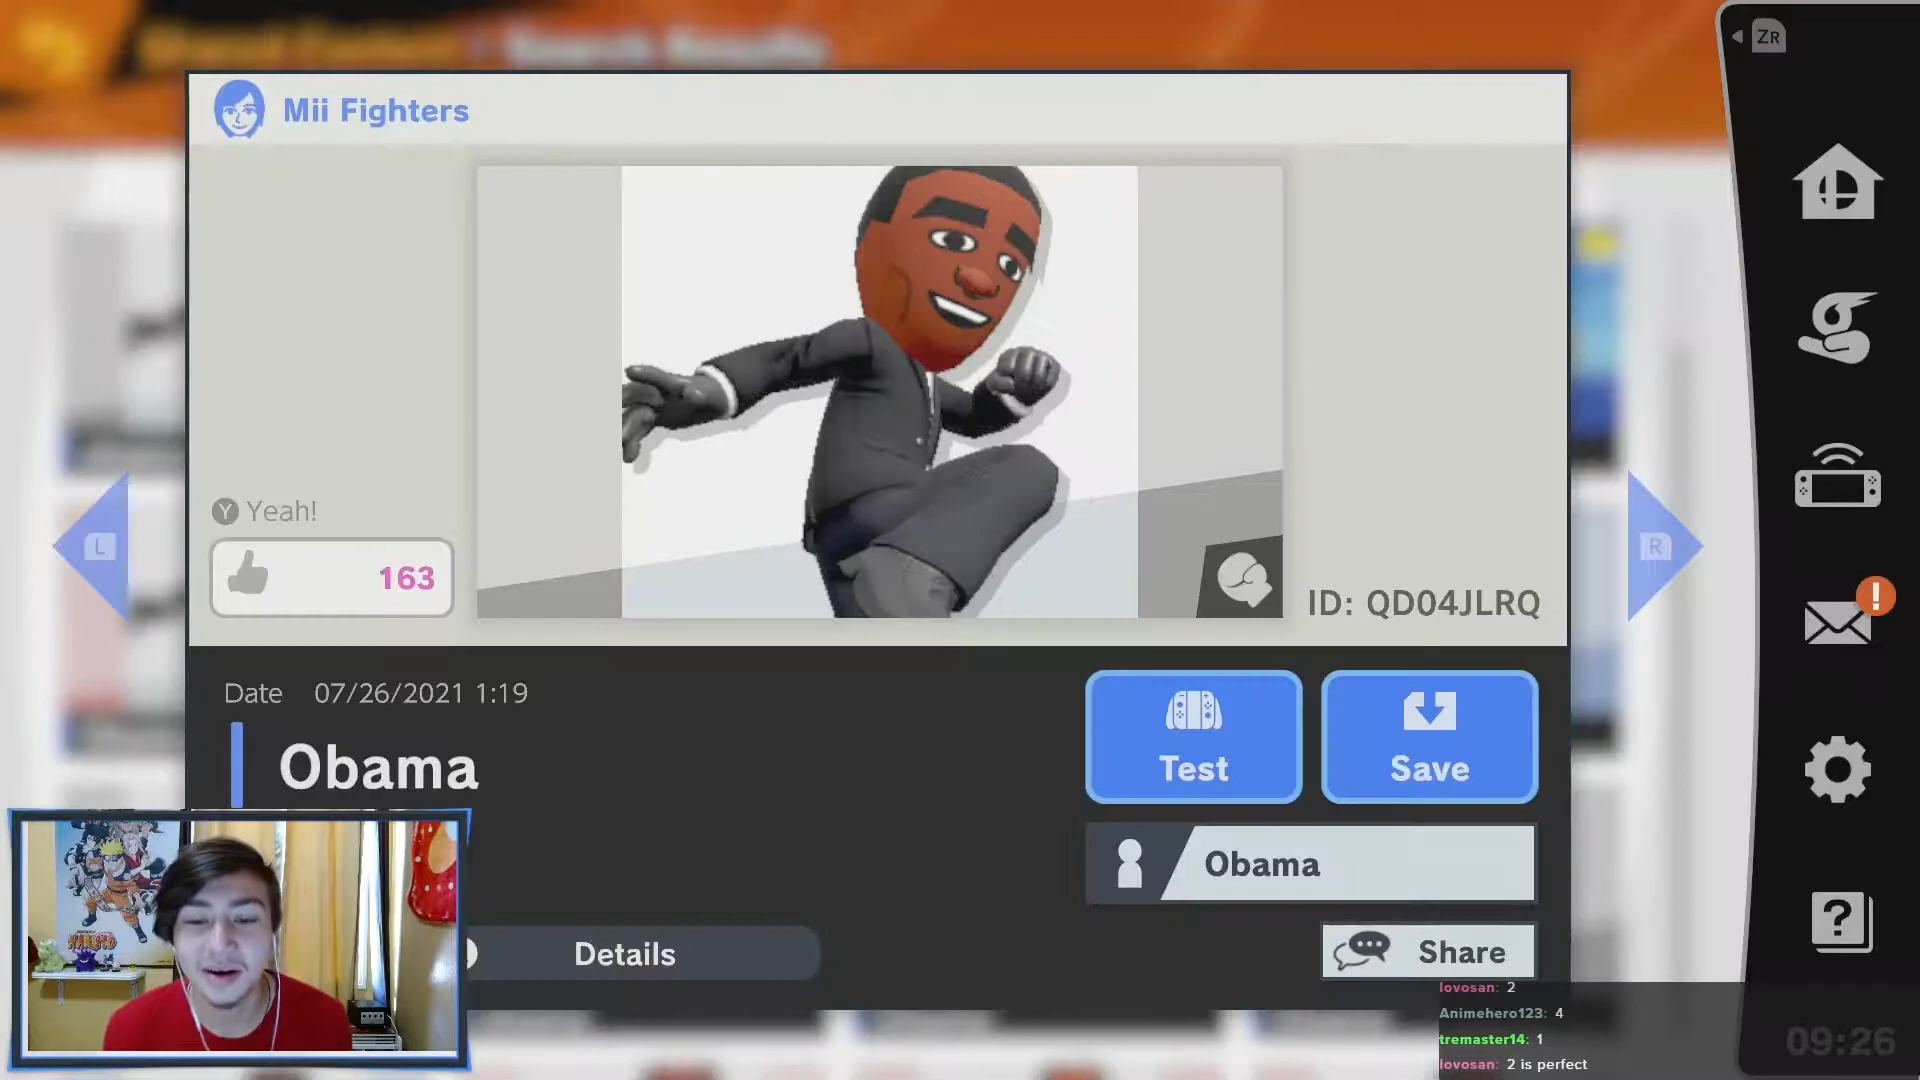 ZR
Mii Fighters
Y Yeah!
163
L
R
ID: QD04JLRQ
Date 07/26/2021 1:19
Obama
Test
Save
Obama
Details
Share
NARUTO
lovosan: 2
Animehero123: 4
tremaster14: 1
lovosan: 2 is perfect
09:26